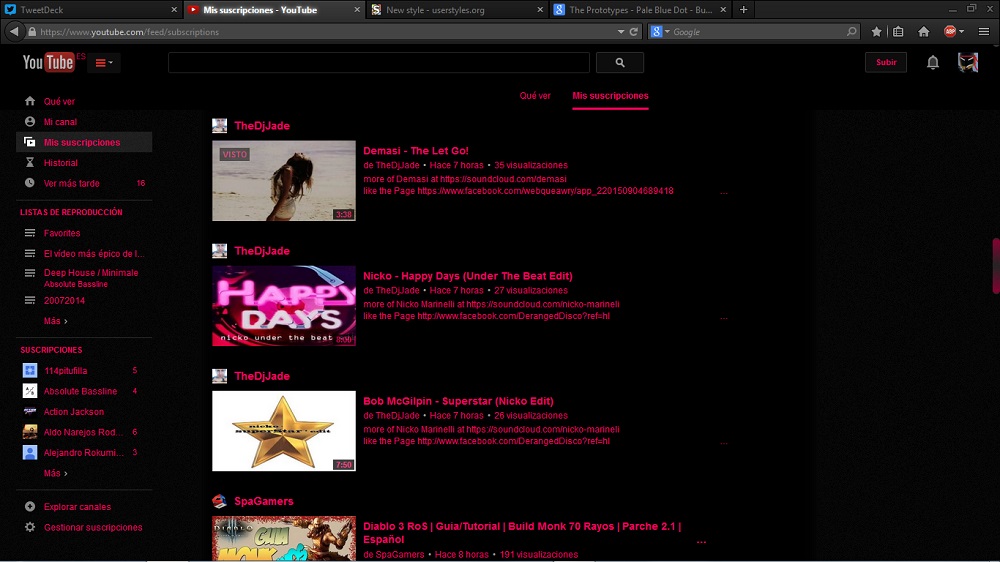 TweetDeck
Mis suscripciones - YouTube
New style - userstyles.org
The Prototypes - Pale Blue Dot - Bu...
https://www.youtube.com/feed/subscriptions
Google
ABP
YouTube ES
Subir
Qué ver
Mis suscripciones
Qué ver
Mi canal
Mis suscripciones
Historial
Ver más tarde 16
LISTAS DE REPRODUCCIÓN
Favorites
El vídeo más épico de l...
Deep House / Minimale
Absolute Bassline
20072014
Más ›
SUSCRIPCIONES
114pitufilla 5
Absolute Bassline 4
Action Jackson
Aldo Narejos Rod... 6
Alejandro Rokumi... 3
Más ›
Explorar canales
Gestionar suscripciones
TheDjJade
VISTO
3:38
Demasi - The Let Go!
de TheDjJade • Hace 7 horas • 35 visualizaciones
more of Demasi at https://soundcloud.com/demasi
like the Page https://www.facebook.com/webqueawry/app_220150904689418 ...
TheDjJade
HAPPY
DAYS
nicko under the beat
Nicko - Happy Days (Under The Beat Edit)
de TheDjJade • Hace 7 horas • 27 visualizaciones
more of Nicko Marinelli at https://soundcloud.com/nicko-marineli
like the Page http://www.facebook.com/DerangedDisco?ref=hl ...
TheDjJade
nicko
superstar edit
7:50
Bob McGilpin - Superstar (Nicko Edit)
de TheDjJade • Hace 7 horas • 26 visualizaciones
more of Nicko Marinelli at https://soundcloud.com/nicko-marineli
like the Page http://www.facebook.com/DerangedDisco?ref=hl ...
SpaGamers
DIABLO
GUIA
MONK
Diablo 3 RoS | Guia/Tutorial | Build Monk 70 Rayos | Parche 2.1 |
Español ...
de SpaGamers • Hace 8 horas • 191 visualizaciones